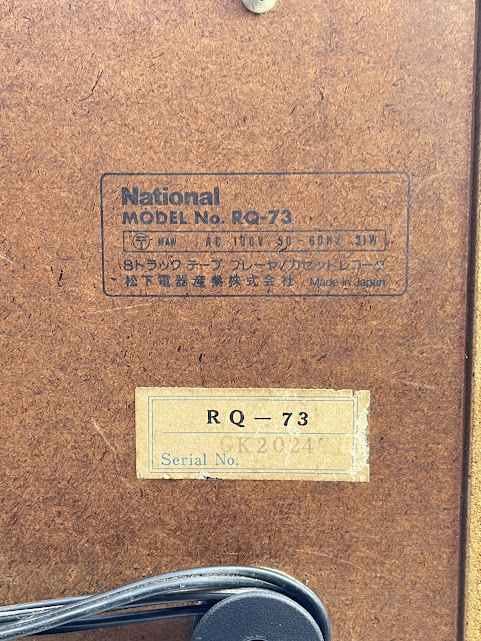 National
MODEL No. RQ-73
〒 MAW AC 100V 50-60Hz 31W
8トラック テープ プレーヤ/カセットレコーダ
松下電器産業株式会社 Made in Japan
RQ-73
Serial No.